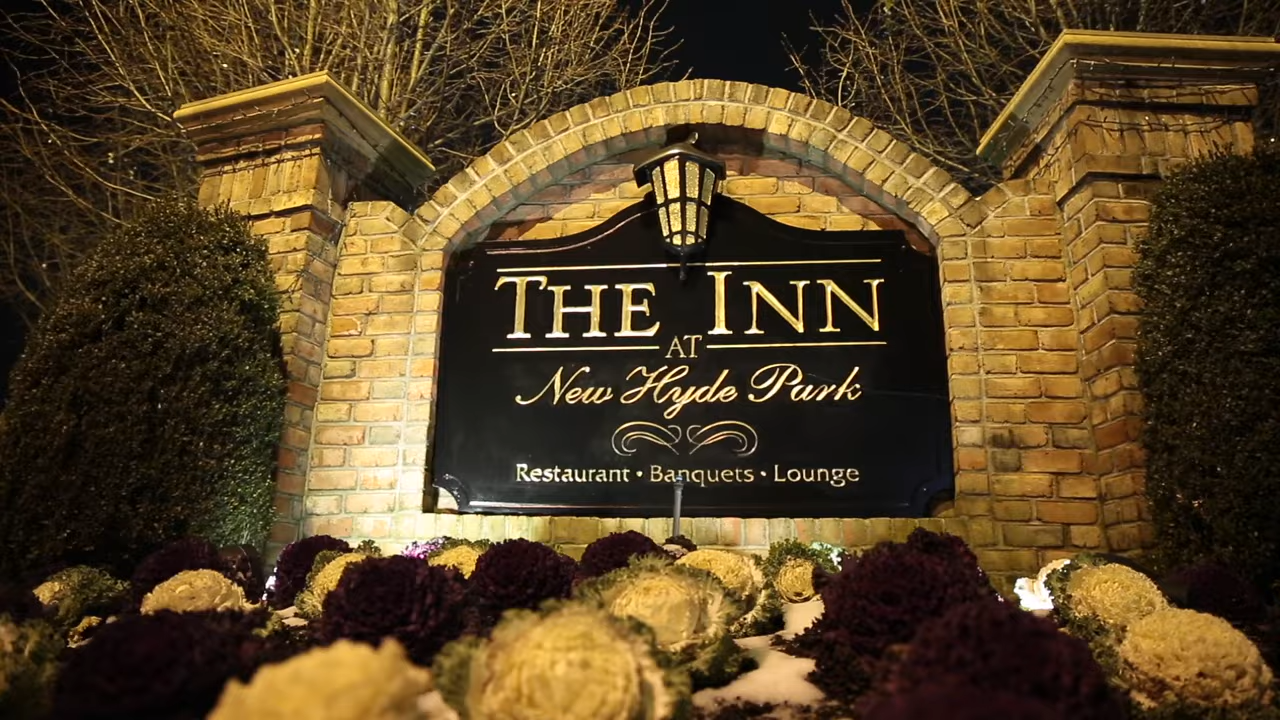 THE INN
AT
New Hyde Park
Restaurant • Banquets • Lounge